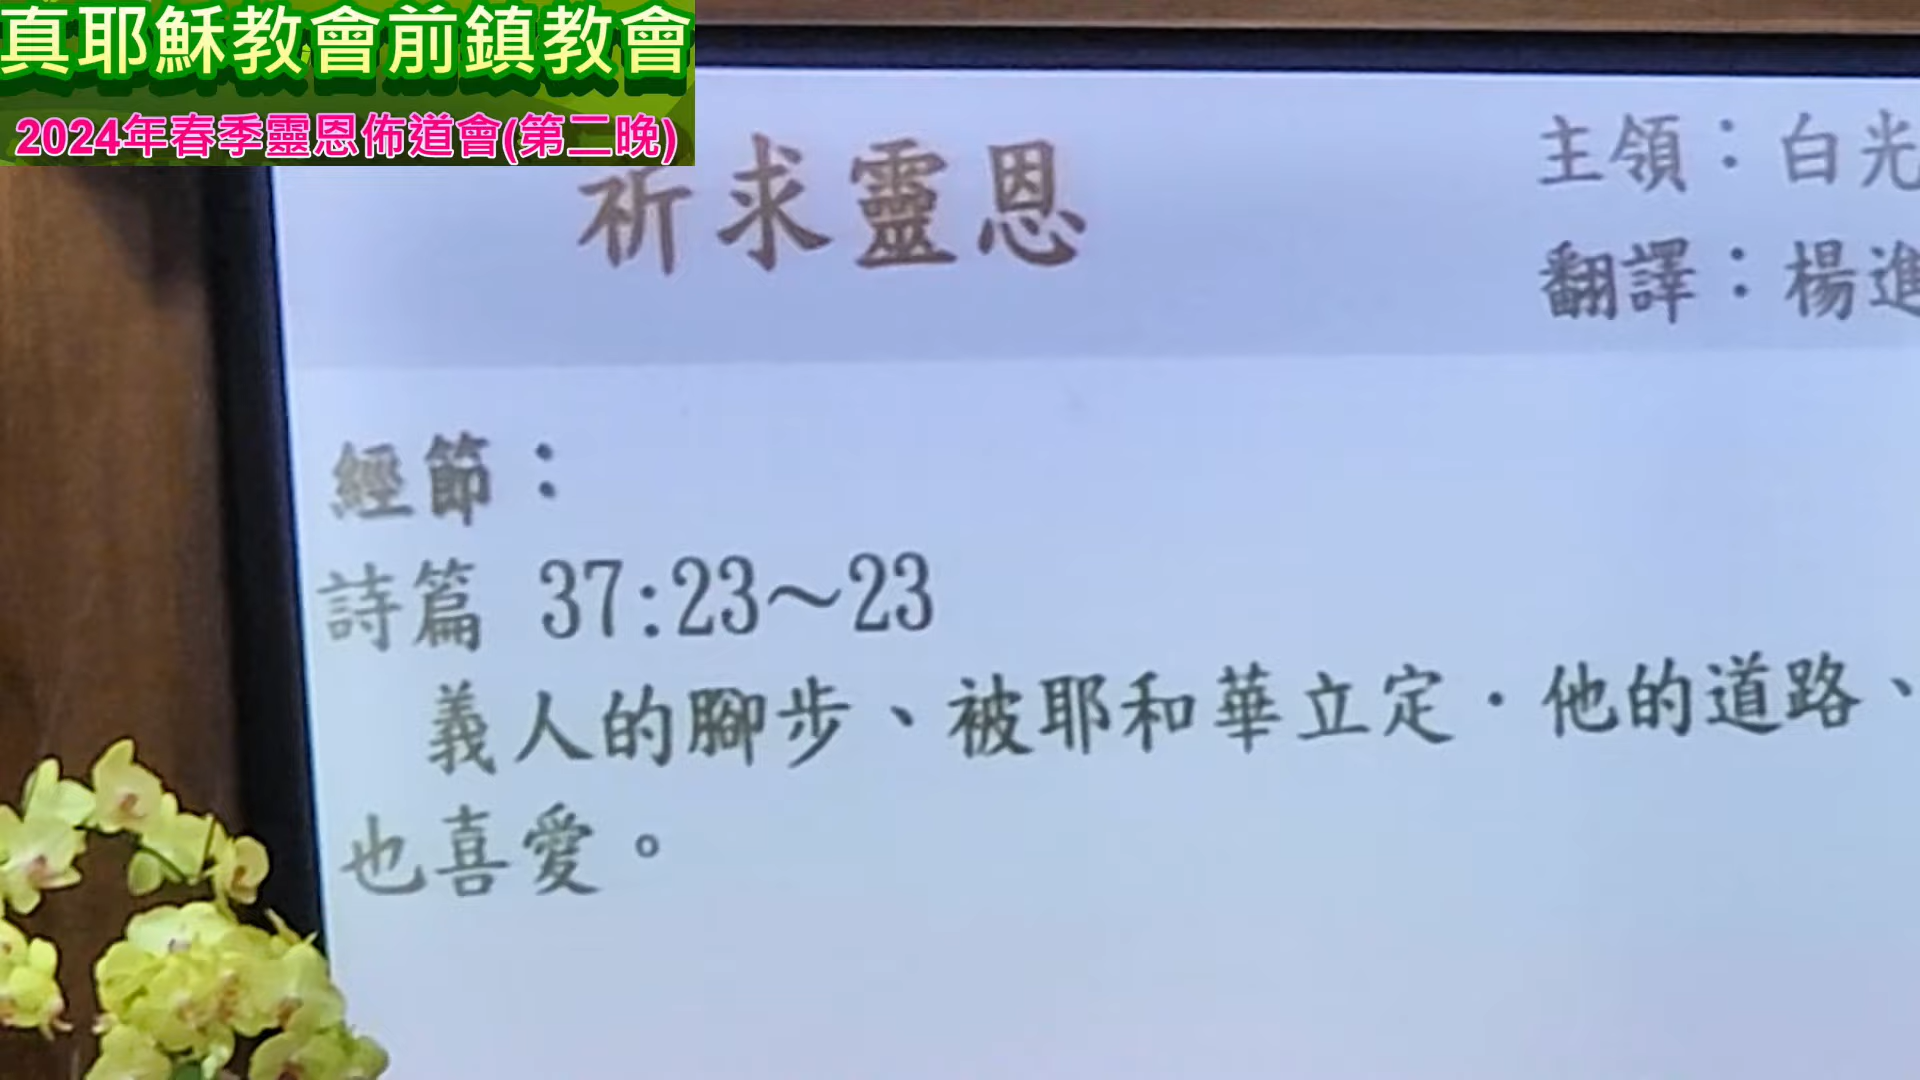 真耶穌教會前鎮教會
2024年春季靈恩佈道會(第二晚)
祈求靈恩
主領：白光
翻譯：楊進
經節：
詩篇 37:23～23
義人的腳步、被耶和華立定．他的道路、
也喜愛。